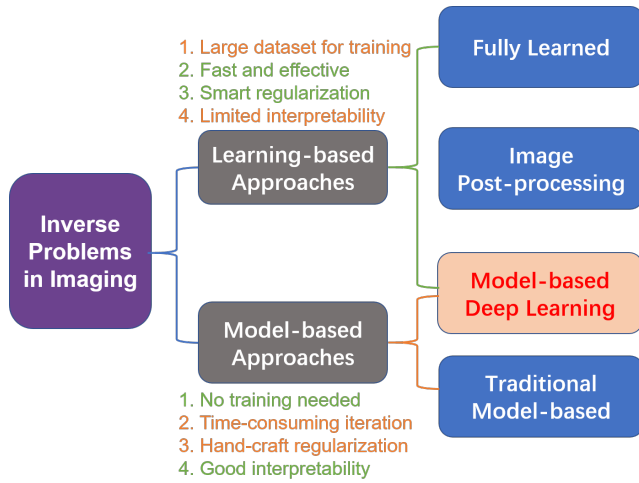 1. Large dataset for training
2. Fast and effective
3. Smart regularization
4. Limited interpretability
Learning-based
Approaches
Inverse
Problems
in Imaging
Model-based
Approaches
1. No training needed
2. Time-consuming iteration
3. Hand-craft regularization
4. Good interpretability
Fully Learned
Image
Post-processing
Model-based
Deep Learning
Traditional
Model-based